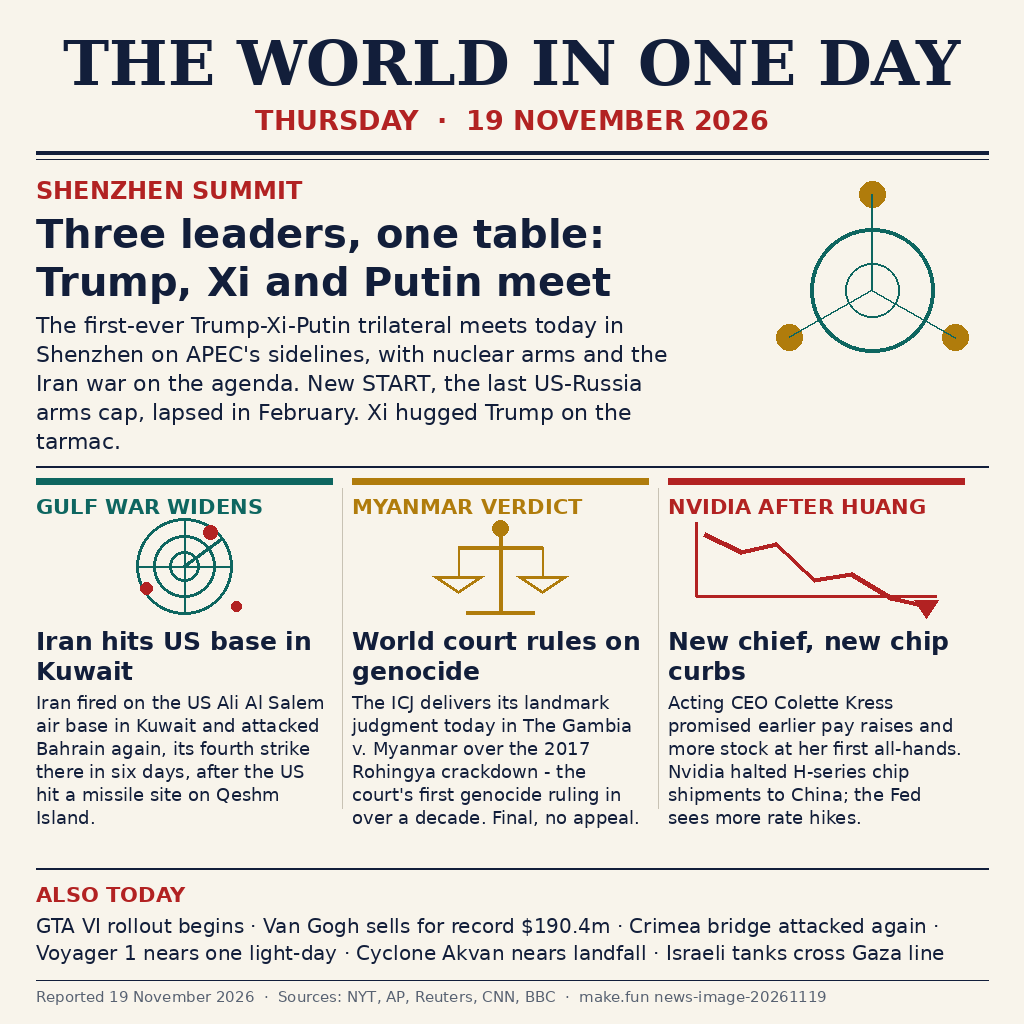 THE WORLD IN ONE DAY
THURSDAY · 19 NOVEMBER 2026
SHENZHEN SUMMIT
Three leaders, one table:
Trump, Xi and Putin meet
The first-ever Trump-Xi-Putin trilateral meets today in
Shenzhen on APEC's sidelines, with nuclear arms and the
Iran war on the agenda. New START, the last US-Russia
arms cap, lapsed in February. Xi hugged Trump on the
tarmac.
GULF WAR WIDENS
Iran hits US base in
Kuwait
Iran fired on the US Ali Al Salem
air base in Kuwait and attacked
Bahrain again, its fourth strike
there in six days, after the US
hit a missile site on Qeshm
Island.
MYANMAR VERDICT
World court rules on
genocide
The ICJ delivers its landmark
judgment today in The Gambia
v. Myanmar over the 2017
Rohingya crackdown - the
court's first genocide ruling in
over a decade. Final, no appeal.
NVIDIA AFTER HUANG
New chief, new chip
curbs
Acting CEO Colette Kress
promised earlier pay raises and
more stock at her first all-hands.
Nvidia halted H-series chip
shipments to China; the Fed
sees more rate hikes.
ALSO TODAY
GTA VI rollout begins · Van Gogh sells for record $190.4m · Crimea bridge attacked again ·
Voyager 1 nears one light-day · Cyclone Akvan nears landfall · Israeli tanks cross Gaza line
Reported 19 November 2026 · Sources: NYT, AP, Reuters, CNN, BBC · make.fun news-image-20261119